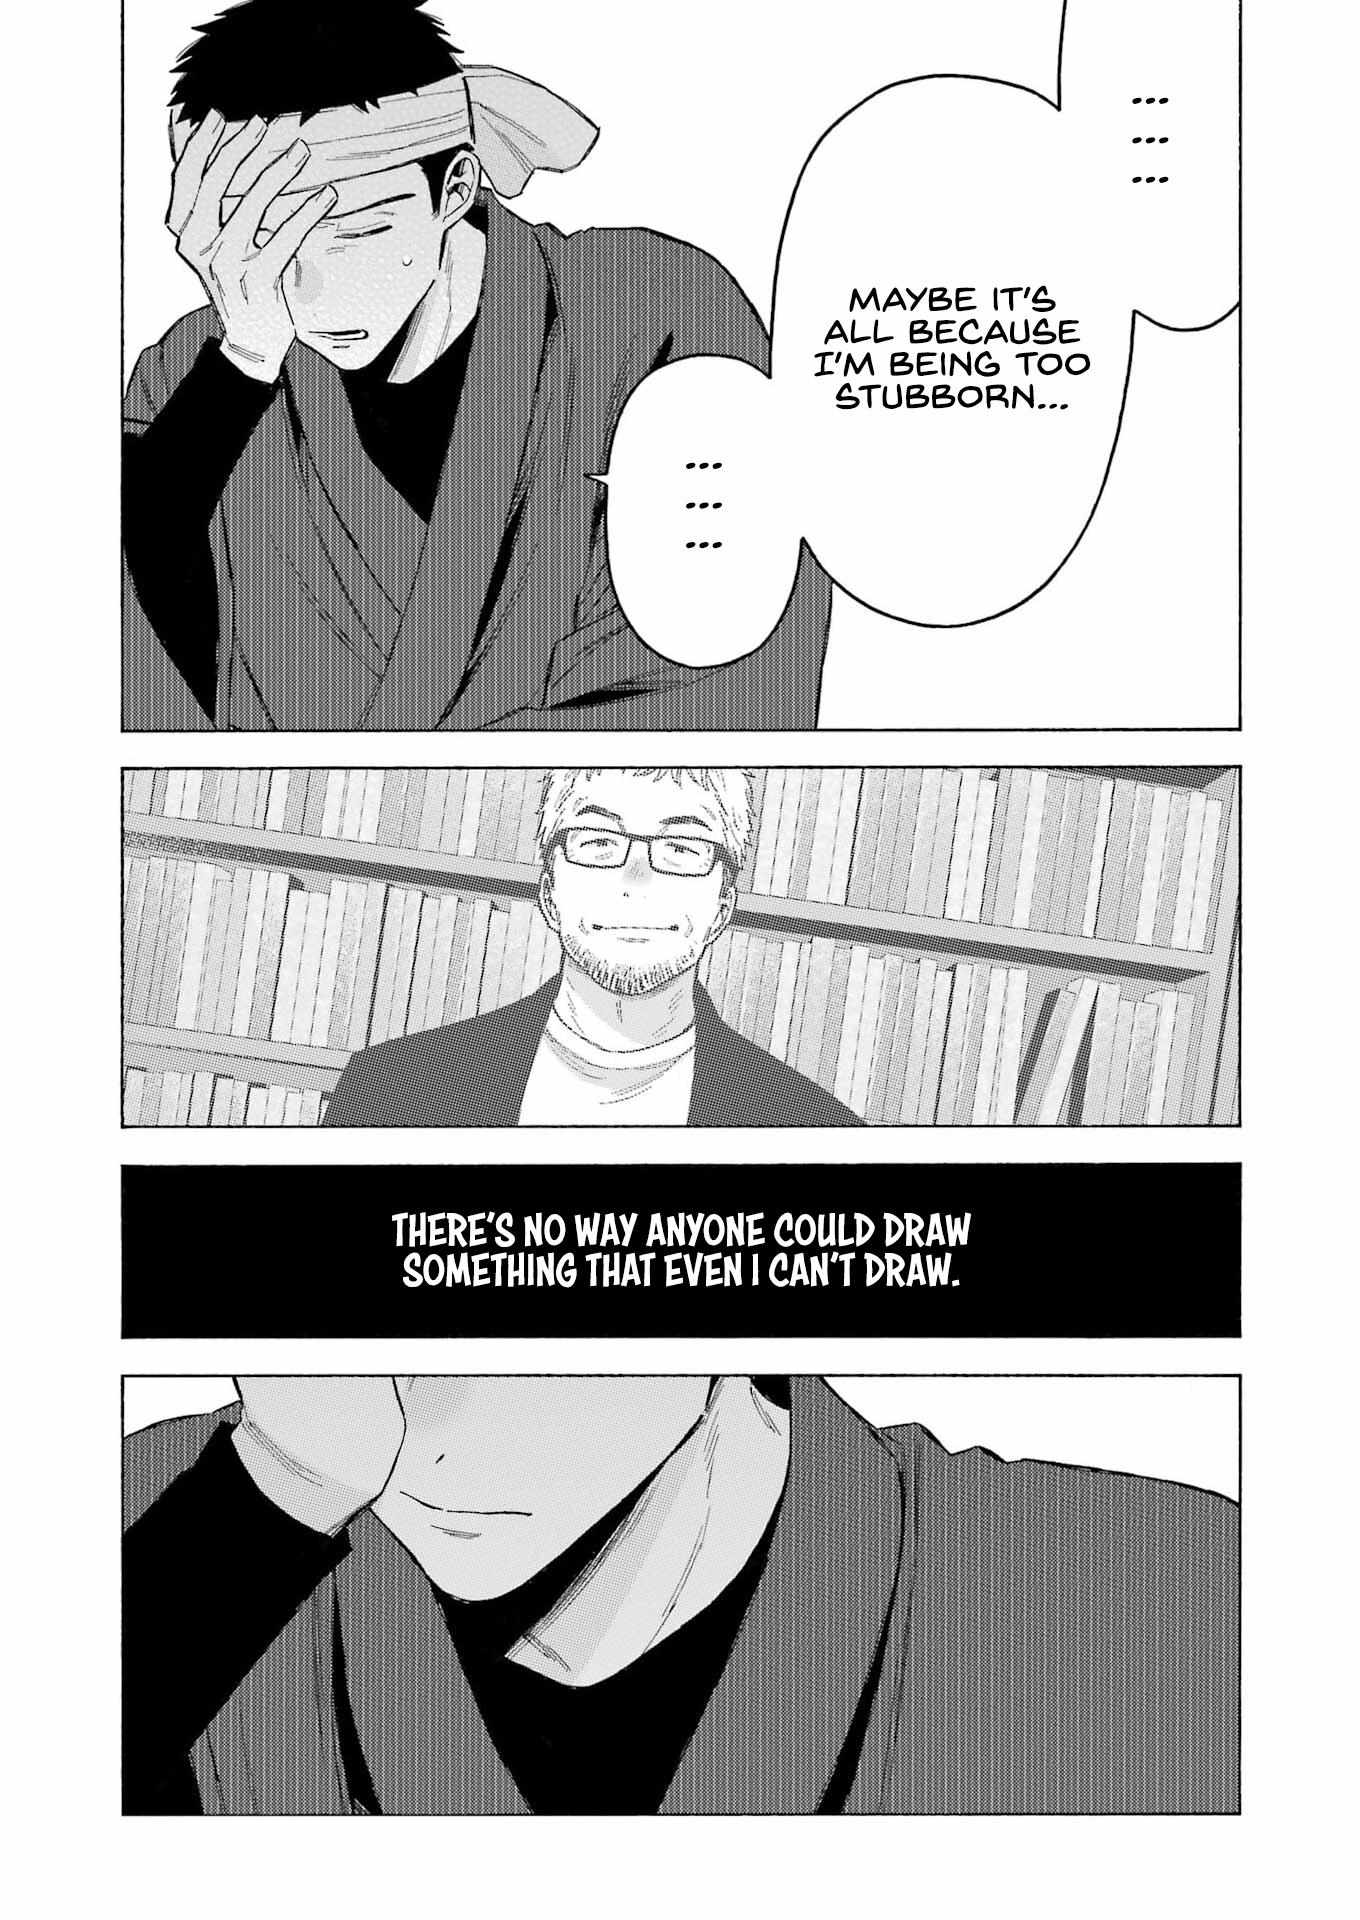 ...
...
...
MAYBE IT'S
ALL BECAUSE
I'M BEING TOO
STUBBORN...
...
...
...
THERE'S NO WAY ANYONE COULD DRAW
SOMETHING THAT EVEN I CAN'T DRAW.